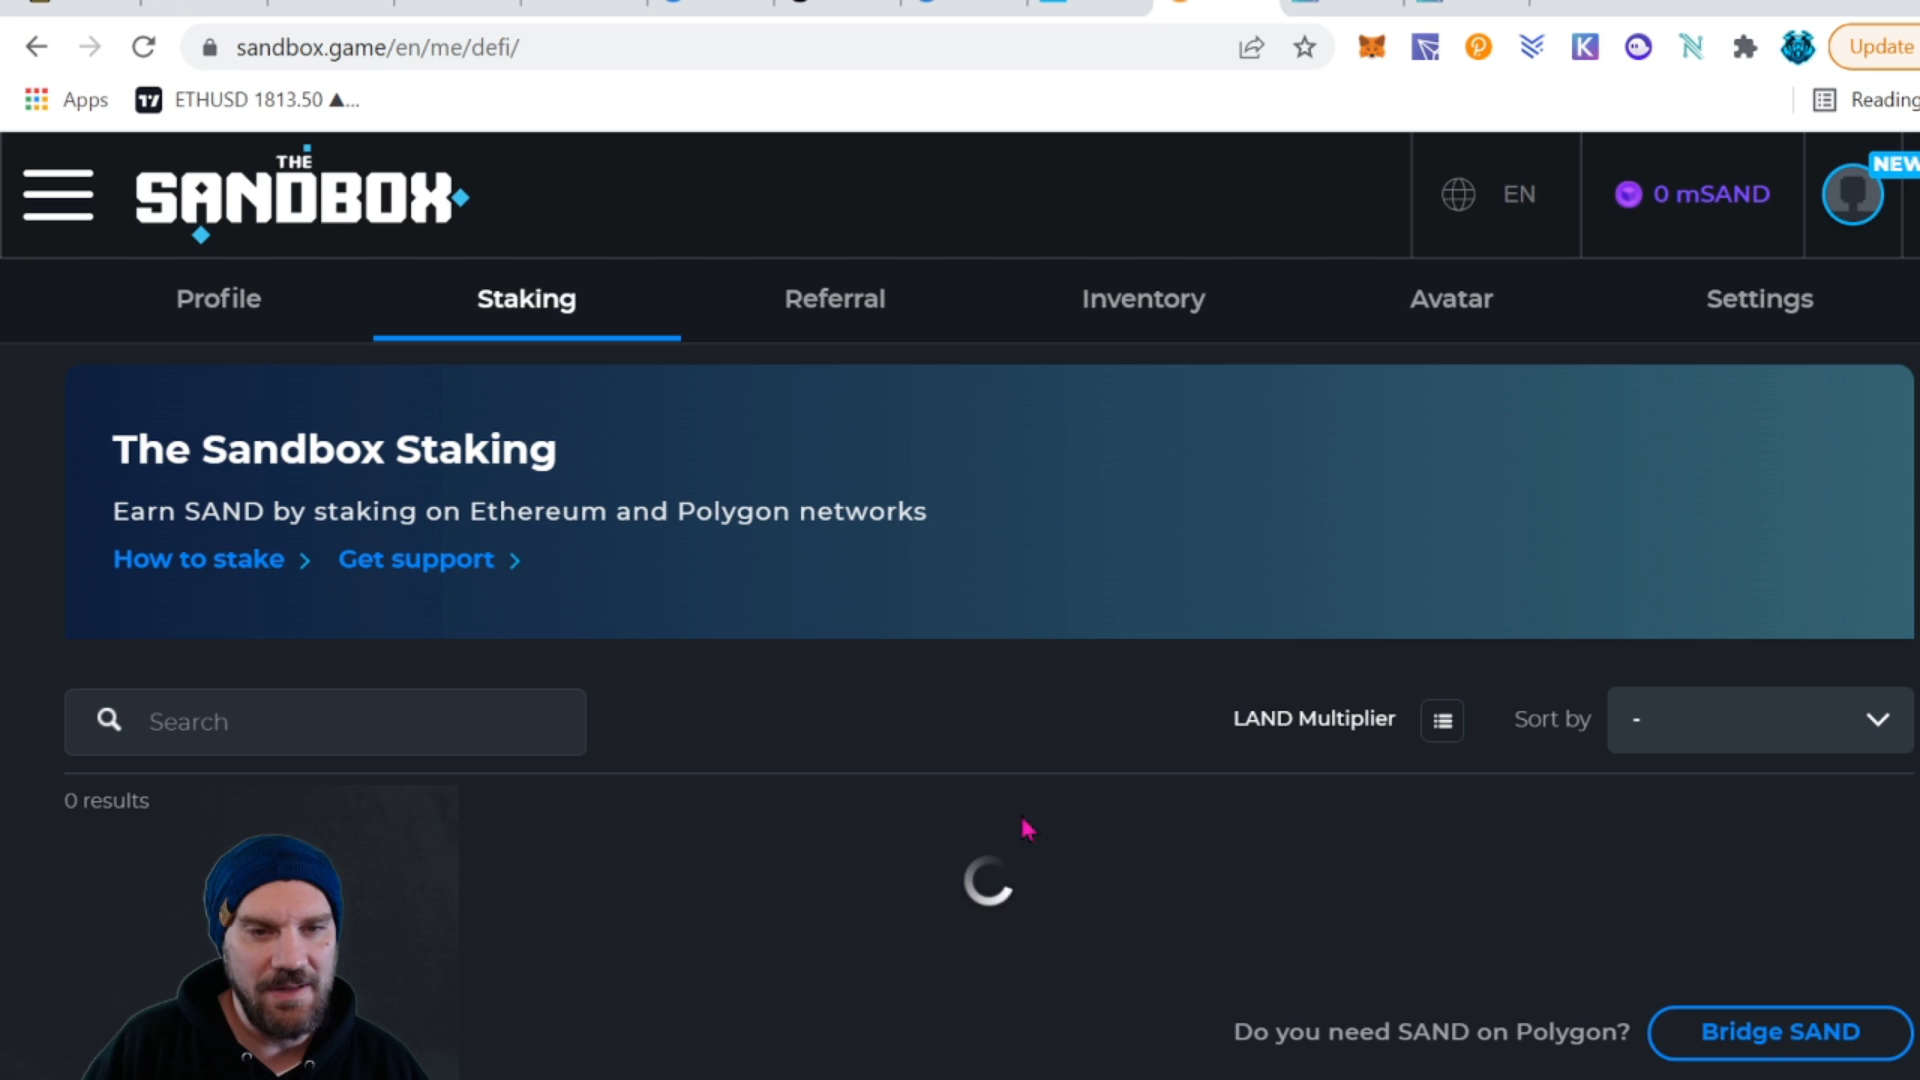 sandbox.game/en/me/defi/
Update
Apps
ETHUSD 1813.50 ▲...
Reading
THE
SANDBOX
EN
0 mSAND
NEW
Profile
Staking
Referral
Inventory
Avatar
Settings
The Sandbox Staking
Earn SAND by staking on Ethereum and Polygon networks
How to stake >
Get support >
Search
LAND Multiplier
Sort by
-
0 results
Do you need SAND on Polygon?
Bridge SAND